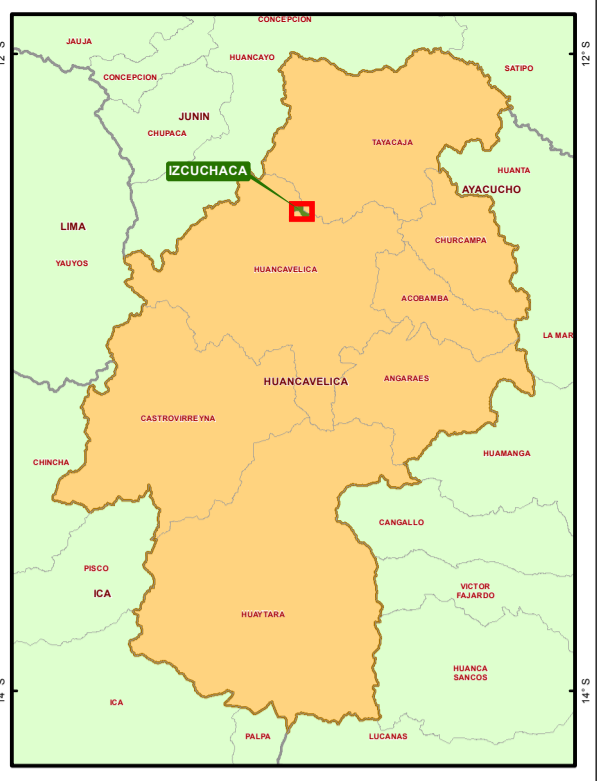 CONCEPCION
JAUJA
HUANCAYO
12° S
12° S
SATIPO
CONCEPCION
JUNIN
CHUPACA
TAYACAJA
IZCUCHACA
HUANTA
AYACUCHO
LIMA
CHURCAMPA
YAUYOS
HUANCAVELICA
ACOBAMBA
LA MAR
HUANCAVELICA
ANGARAES
CASTROVIRREYNA
HUAMANGA
CHINCHA
CANGALLO
PISCO
ICA
VICTOR
FAJARDO
HUAYTARA
HUANCA
SANCOS
14° S
14° S
ICA
PALPA
LUCANAS